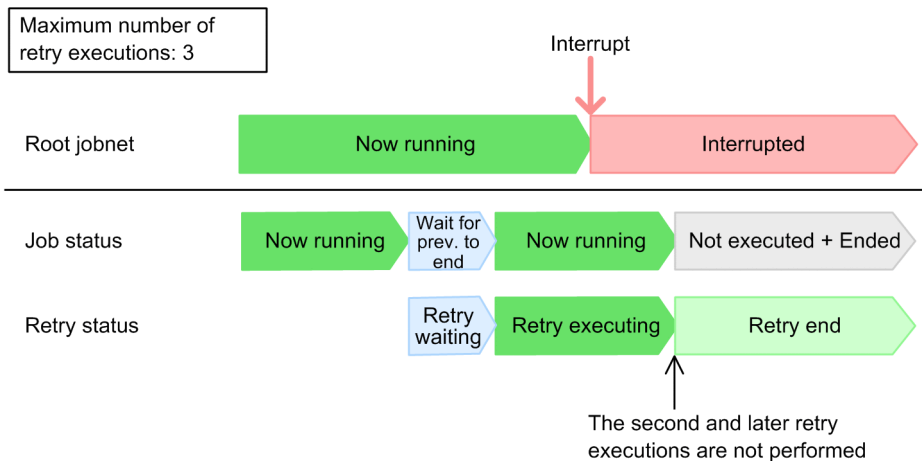 Maximum number of
retry executions: 3
Interrupt
Root jobnet
Now running
Interrupted
Job status
Now running
Wait for
prev. to
end
Now running
Not executed + Ended
Retry status
Retry
waiting
Retry executing
Retry end
The second and later retry
executions are not performed